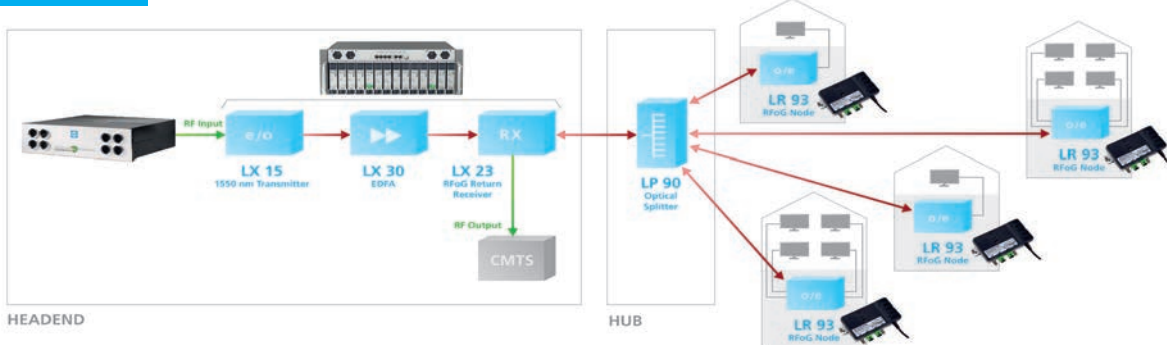 RF Input
e/o
RX
LX 15
1550 nm Transmitter
LX 30
EDFA
LX 23
RFoG Return
Receiver
RF Output
CMTS
HEADEND
LP 90
Optical
Splitter
HUB
o/e
LR 93
RFoG Node
o/e
LR 93
RFoG Node
o/e
LR 93
RFoG Node
o/e
LR 93
RFoG Node